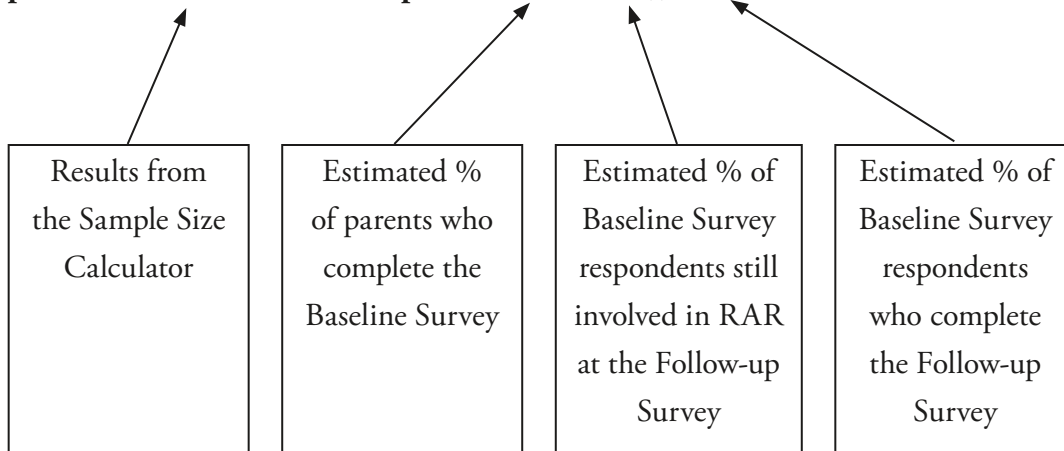 Results from
the Sample Size
Calculator
Estimated %
of parents who
complete the
Baseline Survey
Estimated % of
Baseline Survey
respondents still
involved in RAR
at the Follow-up
Survey
Estimated % of
Baseline Survey
respondents
who complete
the Follow-up
Survey